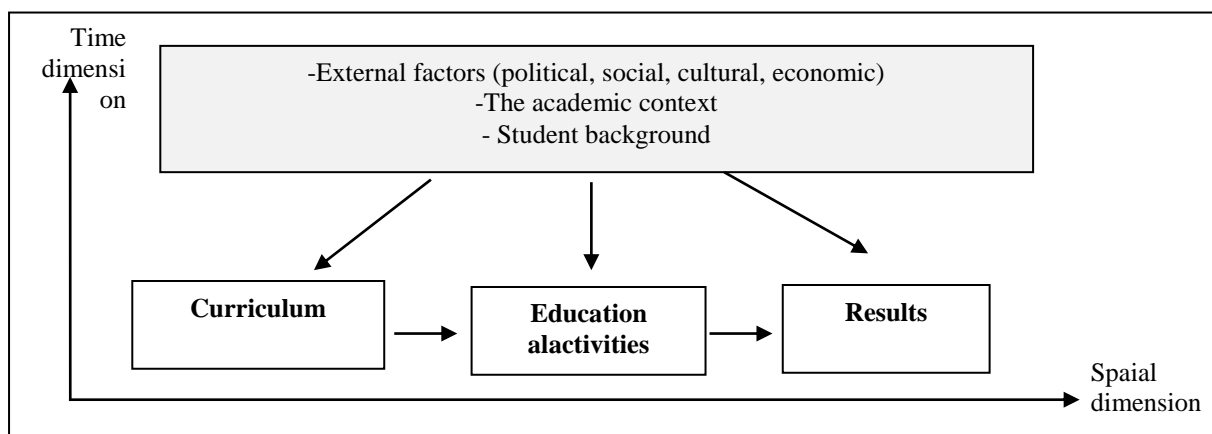 Time
dimensi
on
-External factors (political, social, cultural, economic)
-The academic context
- Student background
Curriculum
Education
alactivities
Results
Spaial
dimension